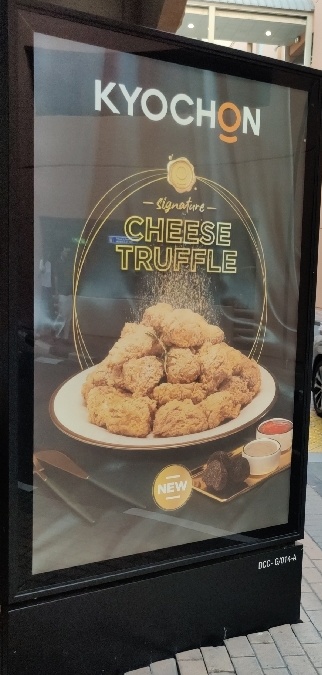 KYOCHON
Signature
CHEESE
TRUFFLE
NEW
DCC-G/014-A